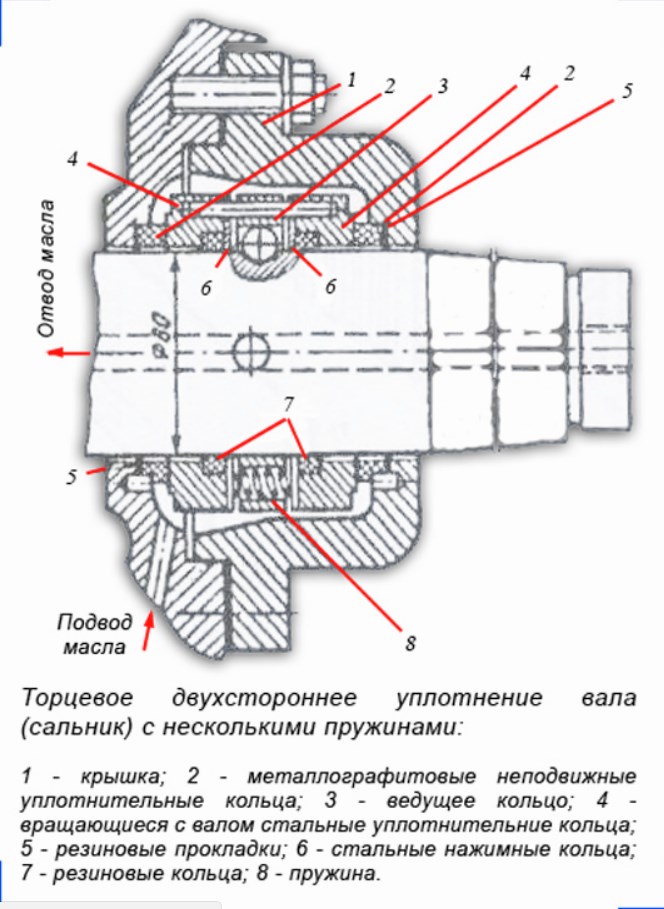 1
2
3
4
2
5
4
Отвод масла
6
6
ф60
7
5
Подвод
масла
8
Торцевое двухстороннее уплотнение вала
(сальник) с несколькими пружинами:
1 - крышка; 2 - металлографитовые неподвижные
уплотнительные кольца; 3 - ведущее кольцо; 4 -
вращающиеся с валом стальные уплотнительние кольца;
5 - резиновые прокладки; 6 - стальные нажимные кольца;
7 - резиновые кольца; 8 - пружина.